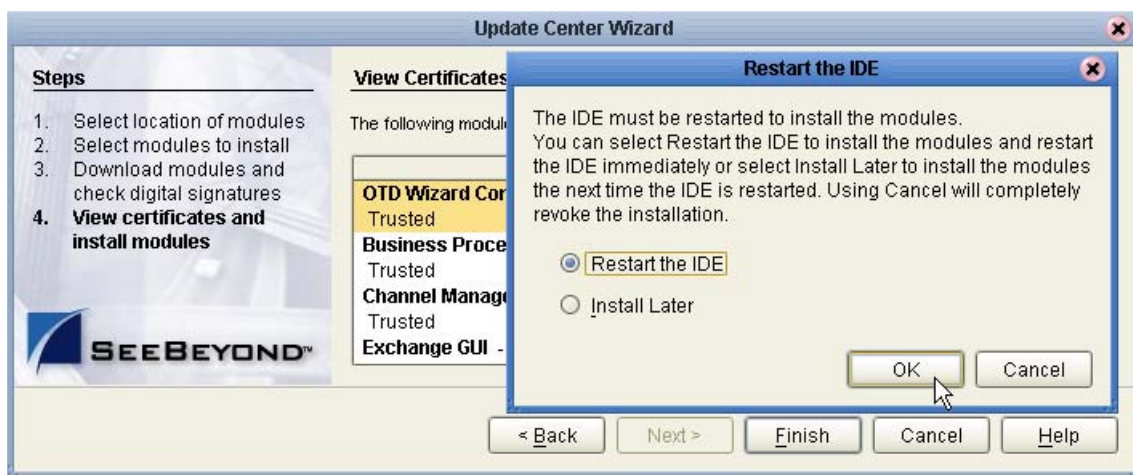 Update Center Wizard
Steps
1. Select location of modules
2. Select modules to install
3. Download modules and
check digital signatures
4. View certificates and
install modules
SEEBEYOND™
View Certificates
The following
OTD Wizard
Trusted
Business
Trusted
Channel
Trusted
Exchange GUI -
Restart the IDE
The IDE must be restarted to install the modules.
You can select Restart the IDE to install the modules and restart
the IDE immediately or select Install Later to install the modules
the next time the IDE is restarted. Using Cancel will completely
revoke the installation.
Restart the IDE
Install Later
OK
Cancel
< Back
Next >
Finish
Cancel
Help